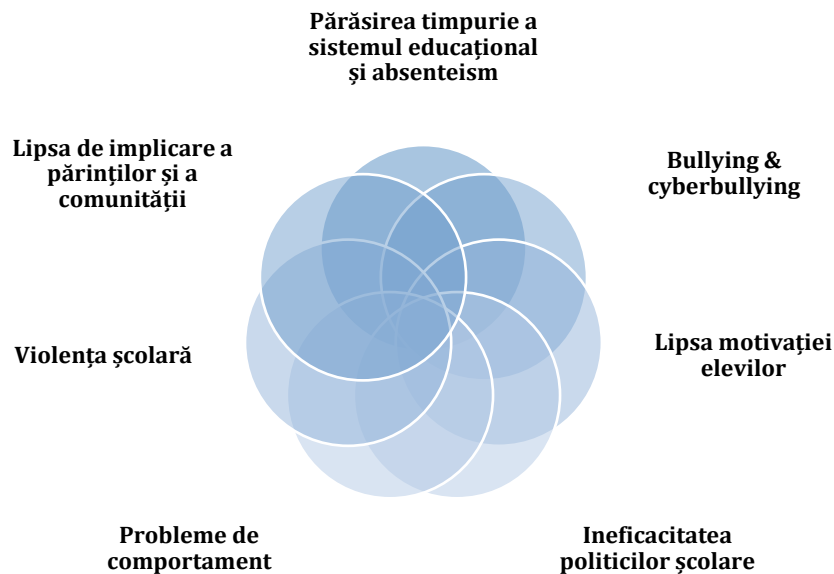 Părăsirea timpurie a
sistemul educațional
și absenteism
Bullying &
cyberbullying
Lipsa motivației
elevilor
Ineficacitatea
politicilor școlare
Probleme de
comportament
Violența școlară
Lipsa de implicare a
părinților și a
comunității